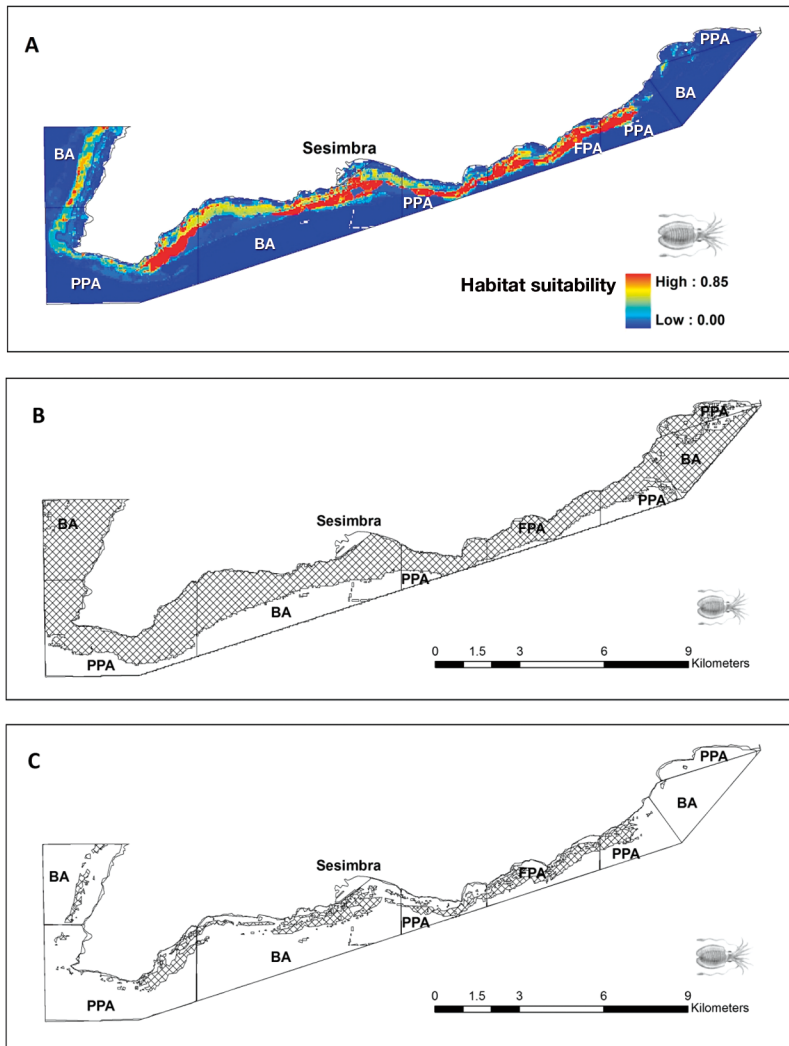 A
PPA
BA
BA
Sesimbra
PPA
FPA
PPA
BA
PPA
Habitat suitability
High : 0.85
Low : 0.00
B
PPA
BA
BA
PPA
Sesimbra
FPA
PPA
BA
PPA
0 1.5 3 6 9
Kilometers
C
PPA
BA
Sesimbra
BA
FPA
PPA
PPA
BA
PPA
0 1.5 3 6 9
Kilometers